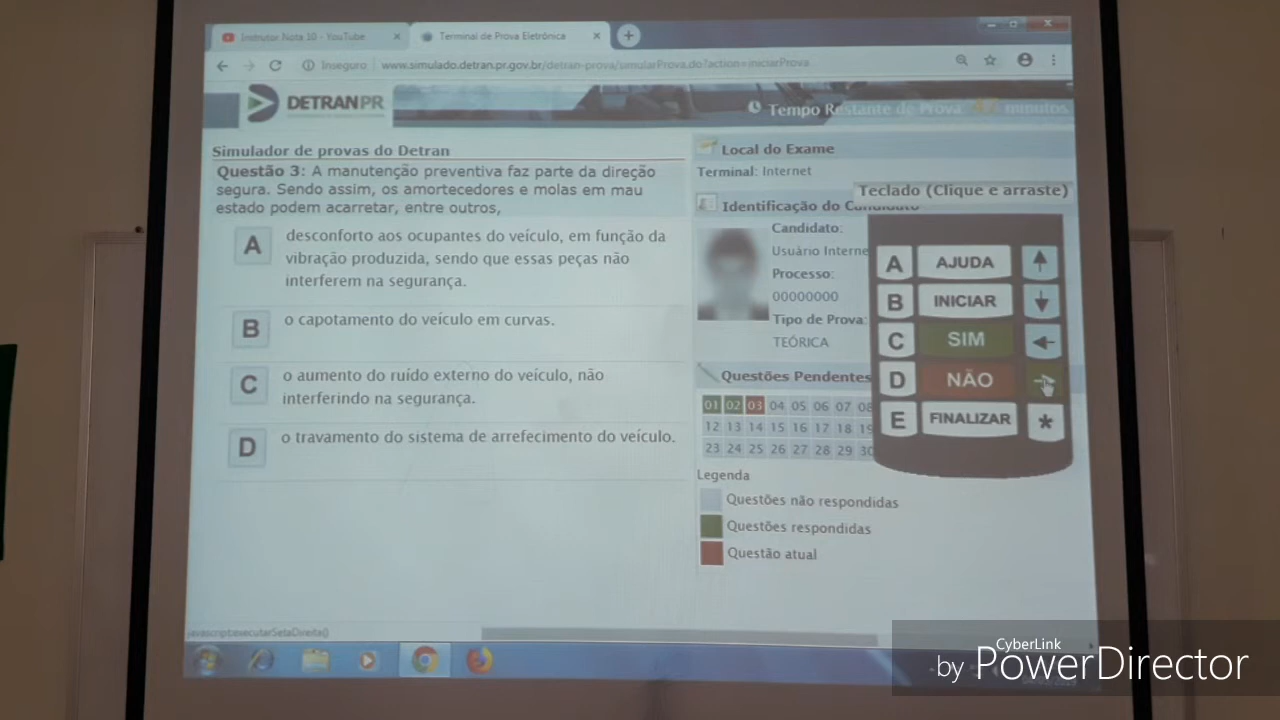 Instrutor Nota 10 - YouTube
Terminal de Prova Eletrônica
Inseguro
www.simulado.detran.pr.gov.br/detran-prova/simularProva.do?action=iniciarProva
DETRANPR
Tempo Restante de Prova 47 minutos
Simulador de provas do Detran
Questão 3: A manutenção preventiva faz parte da direção
segura. Sendo assim, os amortecedores e molas em mau
estado podem acarretar, entre outros,
A desconforto aos ocupantes do veículo, em função da
vibração produzida, sendo que essas peças não
interferem na segurança.
B o capotamento do veículo em curvas.
C o aumento do ruído externo do veículo, não
interferindo na segurança.
D o travamento do sistema de arrefecimento do veículo.
Local do Exame
Terminal: Internet
Identificação do Candidato
Candidato:
Usuário Interne
Processo:
00000000
Tipo de Prova:
TEÓRICA
Questões Pendentes
01 02 03 04 05 06 07 08
12 13 14 15 16 17 18 19
23 24 25 26 27 28 29 30
Legenda
Questões não respondidas
Questões respondidas
Questão atual
Teclado (Clique e arraste)
A AJUDA
B INICIAR
C SIM
D NÃO
E FINALIZAR *
javascript:executarSetaDireita()
CyberLink
by PowerDirector